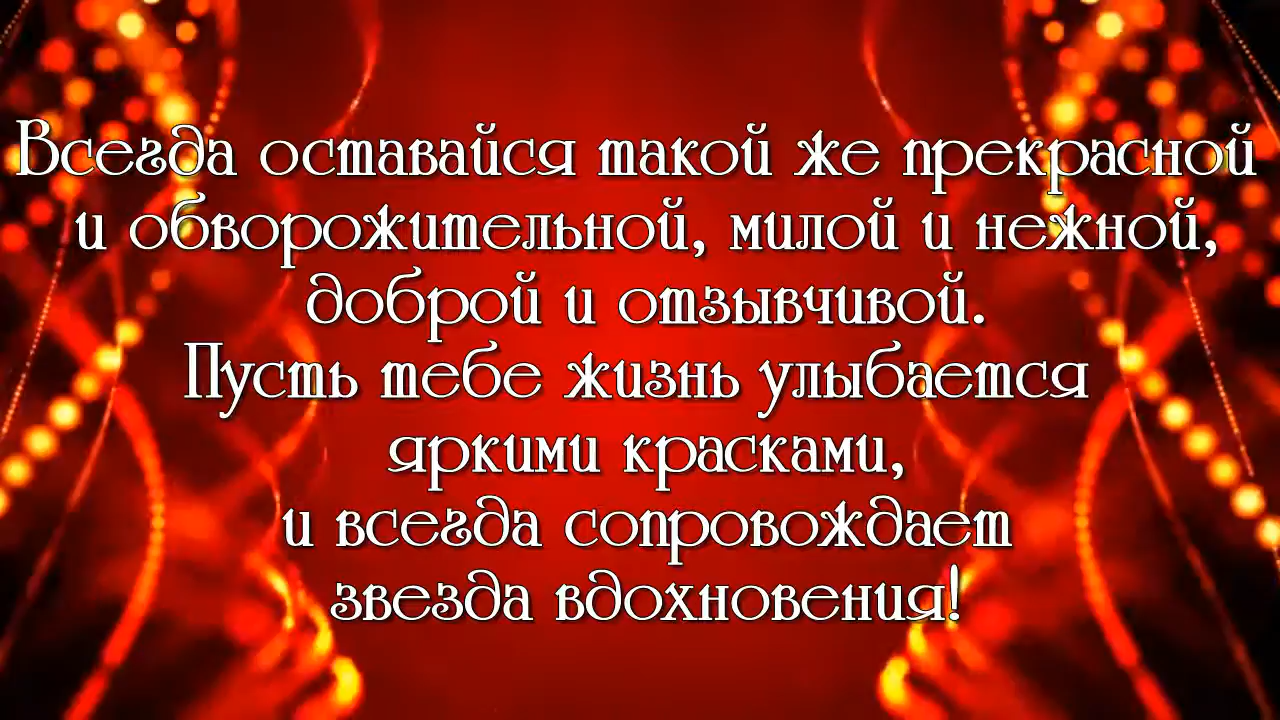 Всегда оставайся такой же прекрасной
и обворожительной, милой и нежной,
доброй и отзывчивой.
Пусть тебе жизнь улыбается
яркими красками,
и всегда сопровождает
звезда вдохновения!